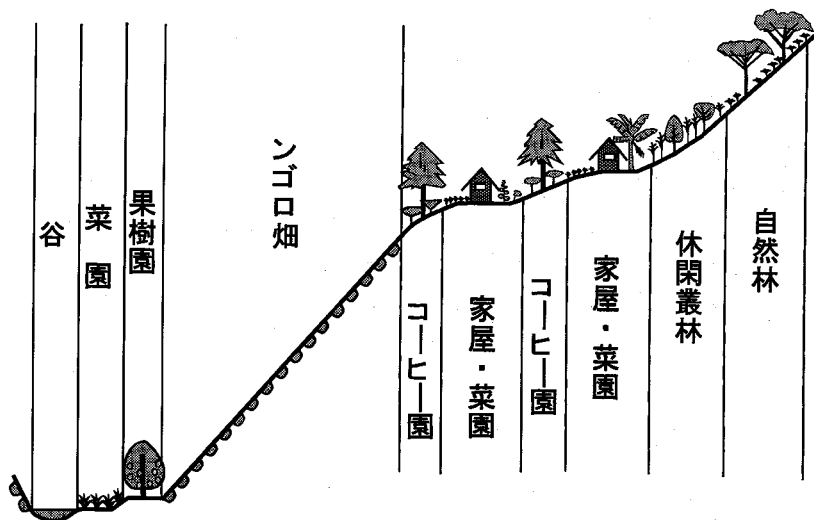 谷
菜園
果樹園
ンゴロ畑
コーヒー園
家屋・菜園
コーヒー園
家屋・菜園
休閑叢林
自然林